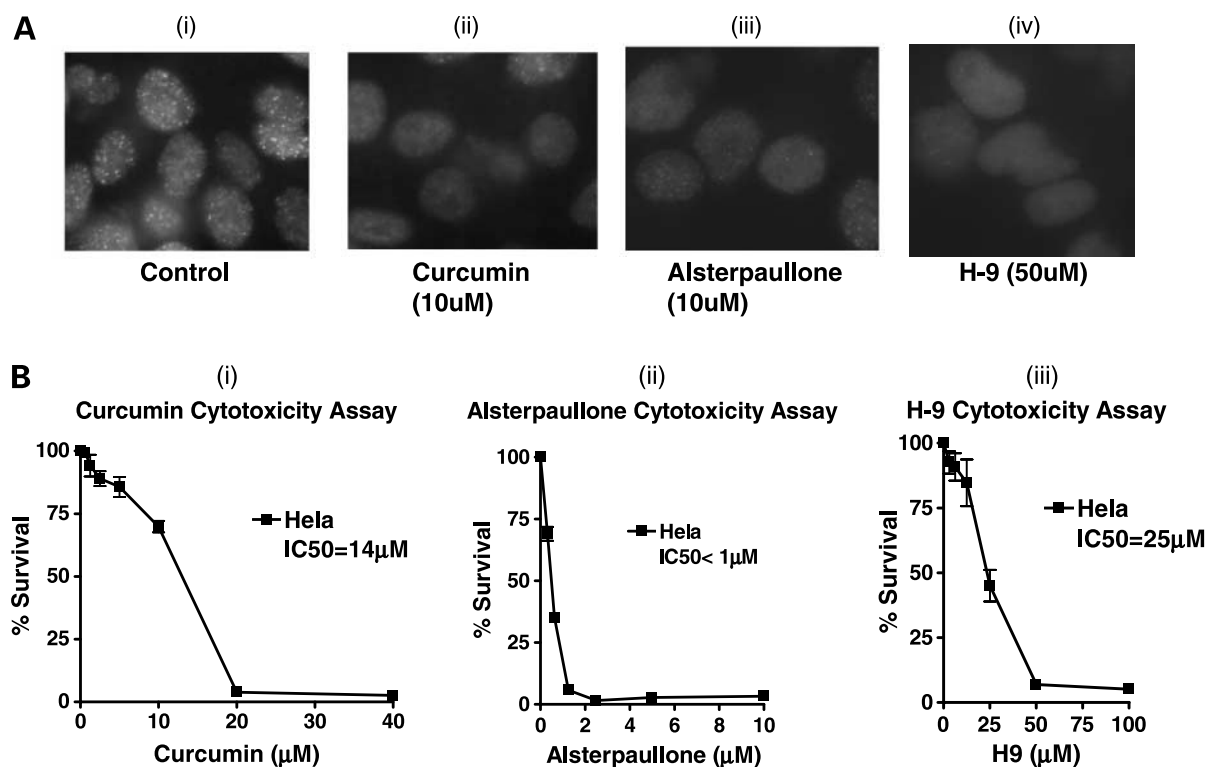 A
(i)
(ii)
(iii)
(iv)
Control
Curcumin
(10uM)
Alsterpaullone
(10uM)
H-9 (50uM)
B
(i)
Curcumin Cytotoxicity Assay
% Survival
100
75
50
25
0
Hela
IC50=14μM
0 10 20 30 40
Curcumin (μM)
(ii)
Alsterpaullone Cytotoxicity Assay
% Survival
100
75
50
25
0
Hela
IC50< 1μM
0 2 4 6 8 10
Alsterpaullone (μM)
(iii)
H-9 Cytotoxicity Assay
% Survival
100
75
50
25
0
Hela
IC50=25μM
0 25 50 75 100
H9 (μM)